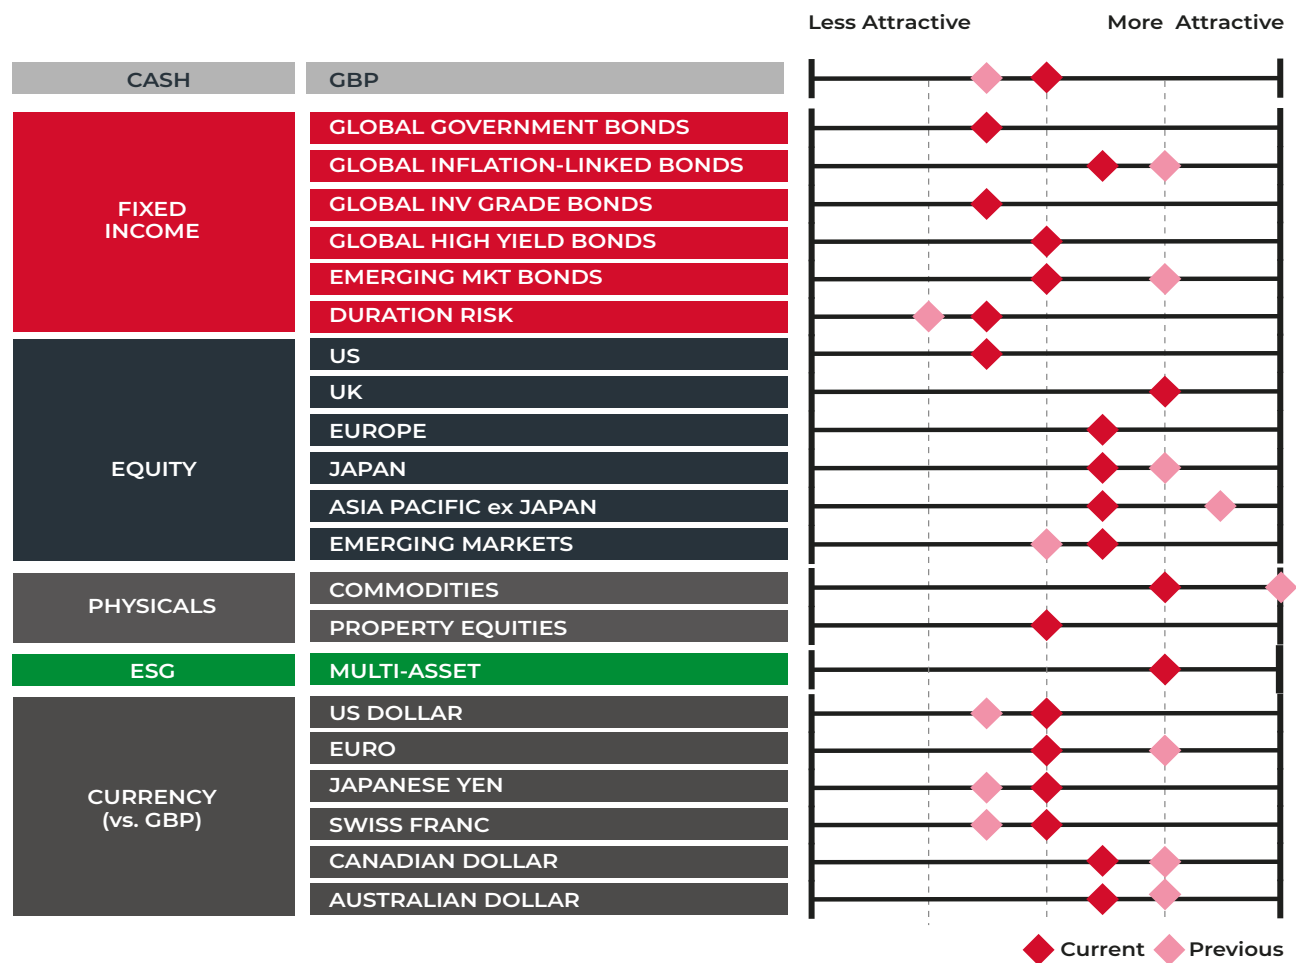 Less Attractive
More Attractive
CASH
GBP
FIXED
INCOME
GLOBAL GOVERNMENT BONDS
GLOBAL INFLATION-LINKED BONDS
GLOBAL INV GRADE BONDS
GLOBAL HIGH YIELD BONDS
EMERGING MKT BONDS
DURATION RISK
EQUITY
US
UK
EUROPE
JAPAN
ASIA PACIFIC ex JAPAN
EMERGING MARKETS
PHYSICALS
COMMODITIES
PROPERTY EQUITIES
ESG
MULTI-ASSET
CURRENCY
(vs. GBP)
US DOLLAR
EURO
JAPANESE YEN
SWISS FRANC
CANADIAN DOLLAR
AUSTRALIAN DOLLAR
Current
Previous